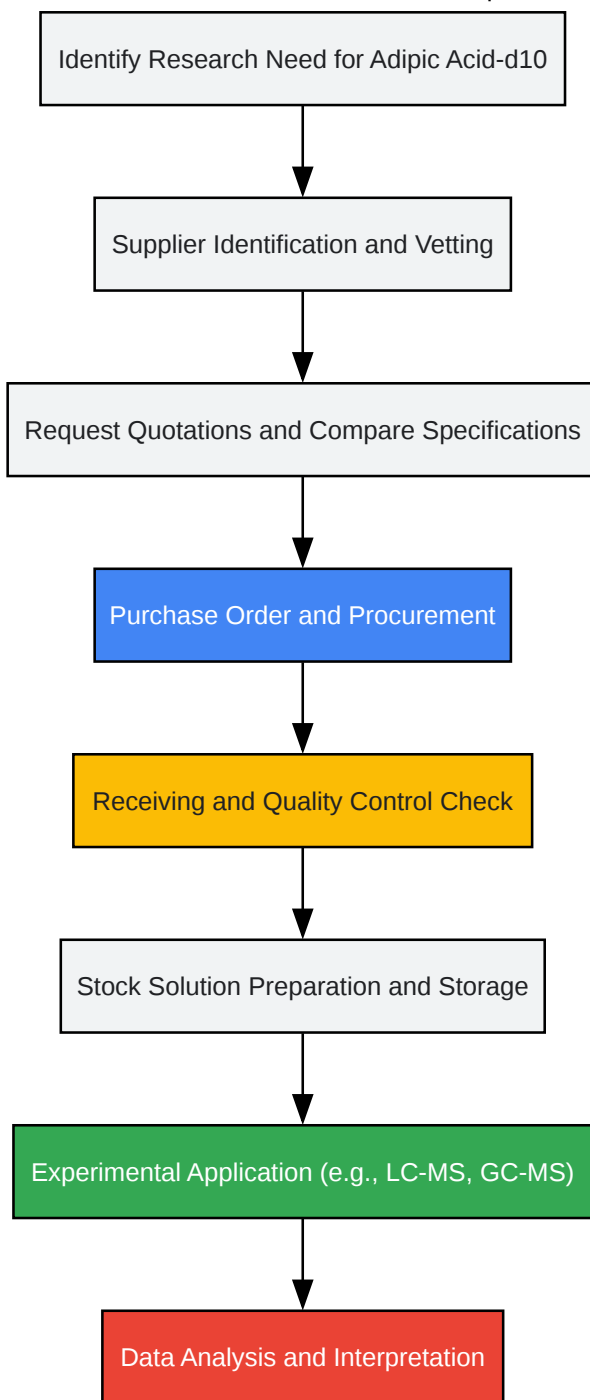 Identify Research Need for Adipic Acid-d10
Supplier Identification and Vetting
Request Quotations and Compare Specifications
Purchase Order and Procurement
Receiving and Quality Control Check
Stock Solution Preparation and Storage
Experimental Application (e.g., LC-MS, GC-MS)
Data Analysis and Interpretation